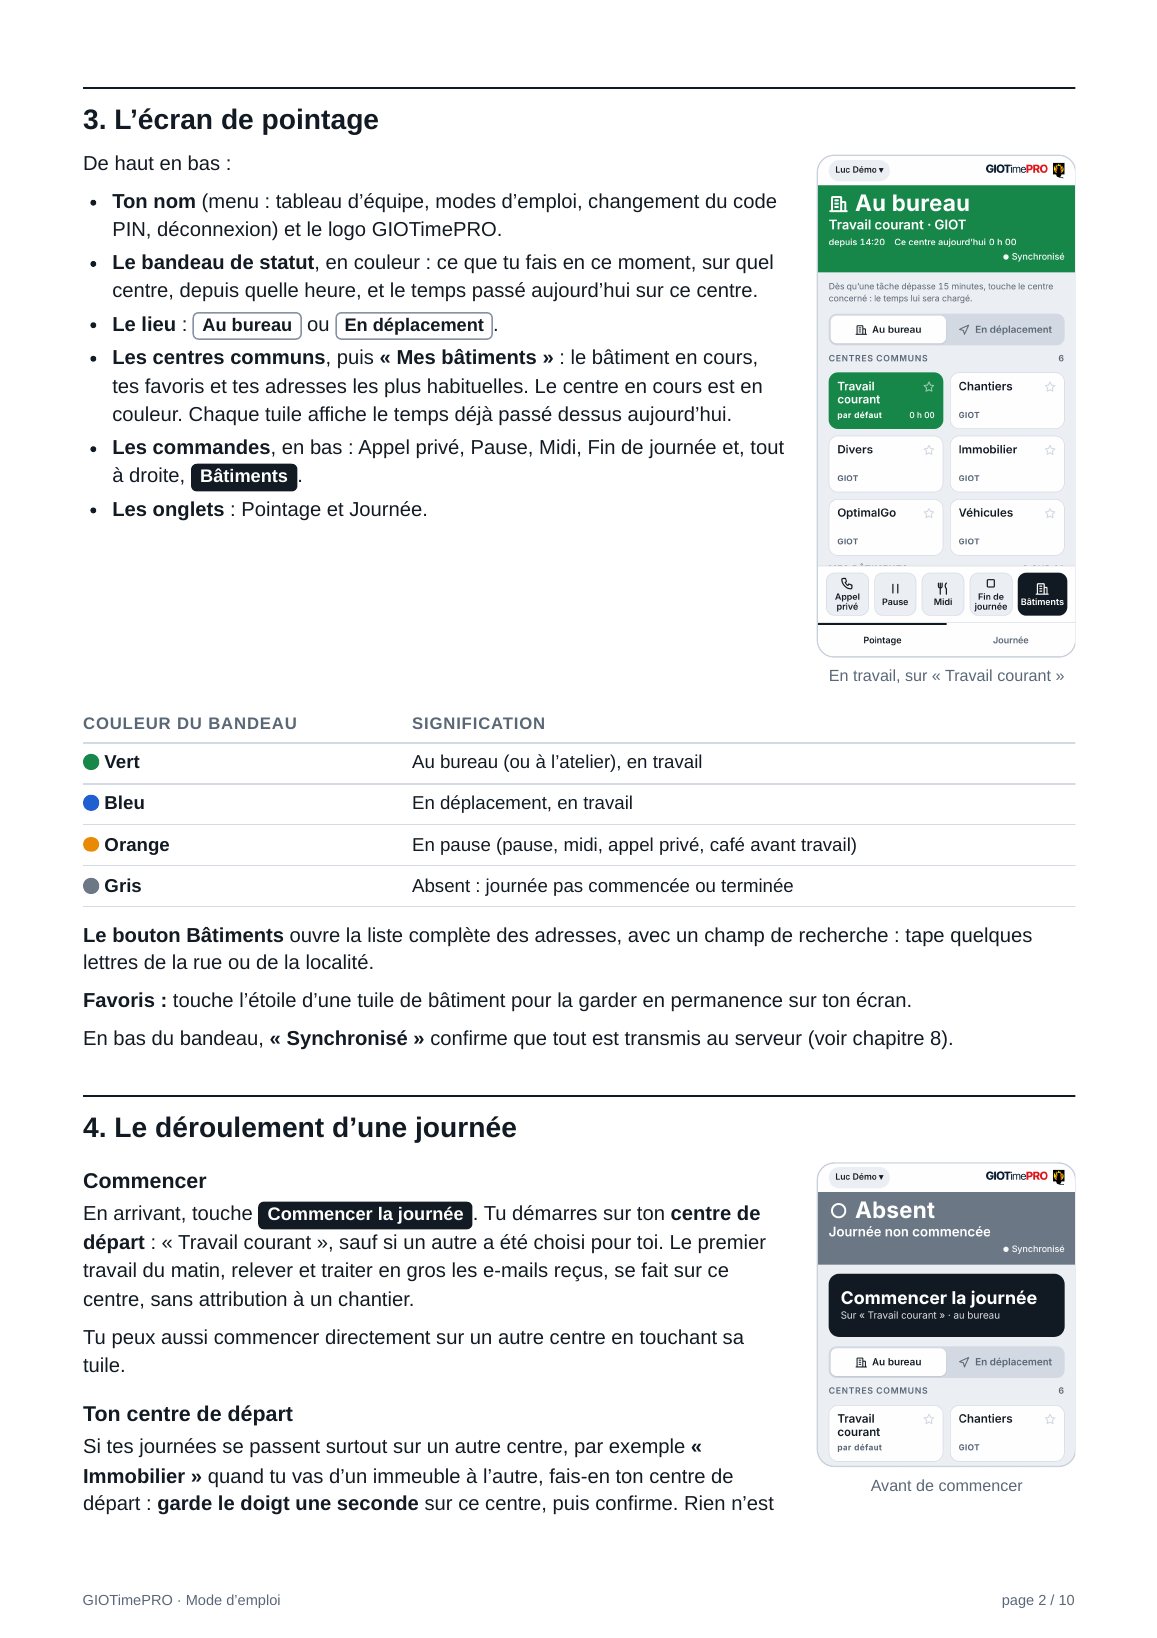 3. L’écran de pointage
De haut en bas :
• Ton nom (menu : tableau d’équipe, modes d’emploi, changement du code
PIN, déconnexion) et le logo GIOTimePRO.
• Le bandeau de statut, en couleur : ce que tu fais en ce moment, sur quel
centre, depuis quelle heure, et le temps passé aujourd’hui sur ce centre.
• Le lieu : Au bureau ou En déplacement.
• Les centres communs, puis « Mes bâtiments » : le bâtiment en cours,
tes favoris et tes adresses les plus habituelles. Le centre en cours est en
couleur. Chaque tuile affiche le temps déjà passé dessus aujourd’hui.
• Les commandes, en bas : Appel privé, Pause, Midi, Fin de journée et, tout
à droite, Bâtiments.
• Les onglets : Pointage et Journée.
Luc Démo ▾ GIOTimePRO
Au bureau
Travail courant · GIOT
depuis 14:20 Ce centre aujourd’hui 0 h 00
● Synchronisé
Dès qu’une tâche dépasse 15 minutes, touche le centre
concerné : le temps lui sera chargé.
Au bureau En déplacement
CENTRES COMMUNS 6
Travail
courant
par défaut 0 h 00
Chantiers
GIOT
Divers
GIOT
Immobilier
GIOT
OptimalGo
GIOT
Véhicules
GIOT
Appel
privé
Pause
Midi
Fin de
journée
Bâtiments
Pointage Journée
En travail, sur « Travail courant »
COULEUR DU BANDEAU SIGNIFICATION
Vert Au bureau (ou à l’atelier), en travail
Bleu En déplacement, en travail
Orange En pause (pause, midi, appel privé, café avant travail)
Gris Absent : journée pas commencée ou terminée
Le bouton Bâtiments ouvre la liste complète des adresses, avec un champ de recherche : tape quelques
lettres de la rue ou de la localité.
Favoris : touche l’étoile d’une tuile de bâtiment pour la garder en permanence sur ton écran.
En bas du bandeau, « Synchronisé » confirme que tout est transmis au serveur (voir chapitre 8).
4. Le déroulement d’une journée
Commencer
En arrivant, touche Commencer la journée. Tu démarres sur ton centre de
départ : « Travail courant », sauf si un autre a été choisi pour toi. Le premier
travail du matin, relever et traiter en gros les e-mails reçus, se fait sur ce
centre, sans attribution à un chantier.
Tu peux aussi commencer directement sur un autre centre en touchant sa
tuile.
Ton centre de départ
Si tes journées se passent surtout sur un autre centre, par exemple «
Immobilier » quand tu vas d’un immeuble à l’autre, fais-en ton centre de
départ : garde le doigt une seconde sur ce centre, puis confirme. Rien n’est
Luc Démo ▾ GIOTimePRO
Absent
Journée non commencée
● Synchronisé
Commencer la journée
Sur « Travail courant » · au bureau
Au bureau En déplacement
CENTRES COMMUNS 6
Travail
courant
par défaut
Chantiers
GIOT
Avant de commencer
GIOTimePRO · Mode d’emploi page 2 / 10